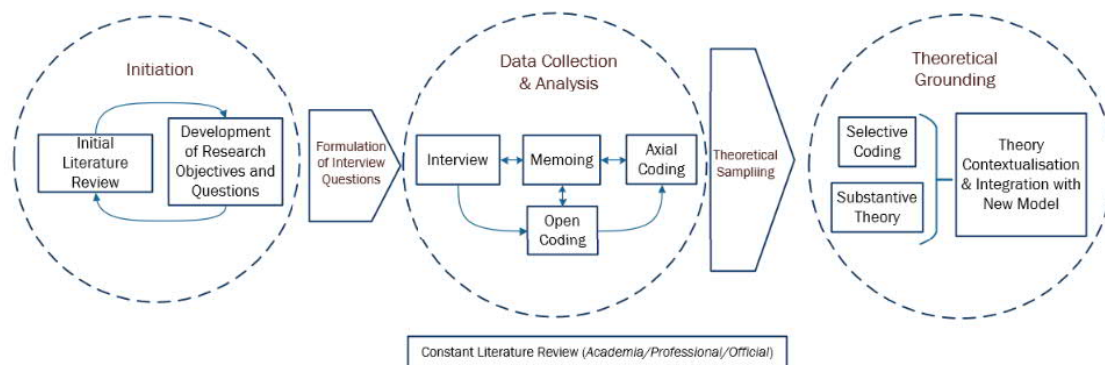 Initiation
Initial
Literature
Review
Development
of Research
Objectives and
Questions
Formulation
of Interview
Questions
Data Collection
& Analysis
Interview
Memoing
Axial
Coding
Open
Coding
Theoretical
Sampliing
Theoretical
Grounding
Selective
Coding
Substantive
Theory
Theory
Contextualisation
& Integration with
New Model
Constant Literature Review (Academia/Professional/Official)